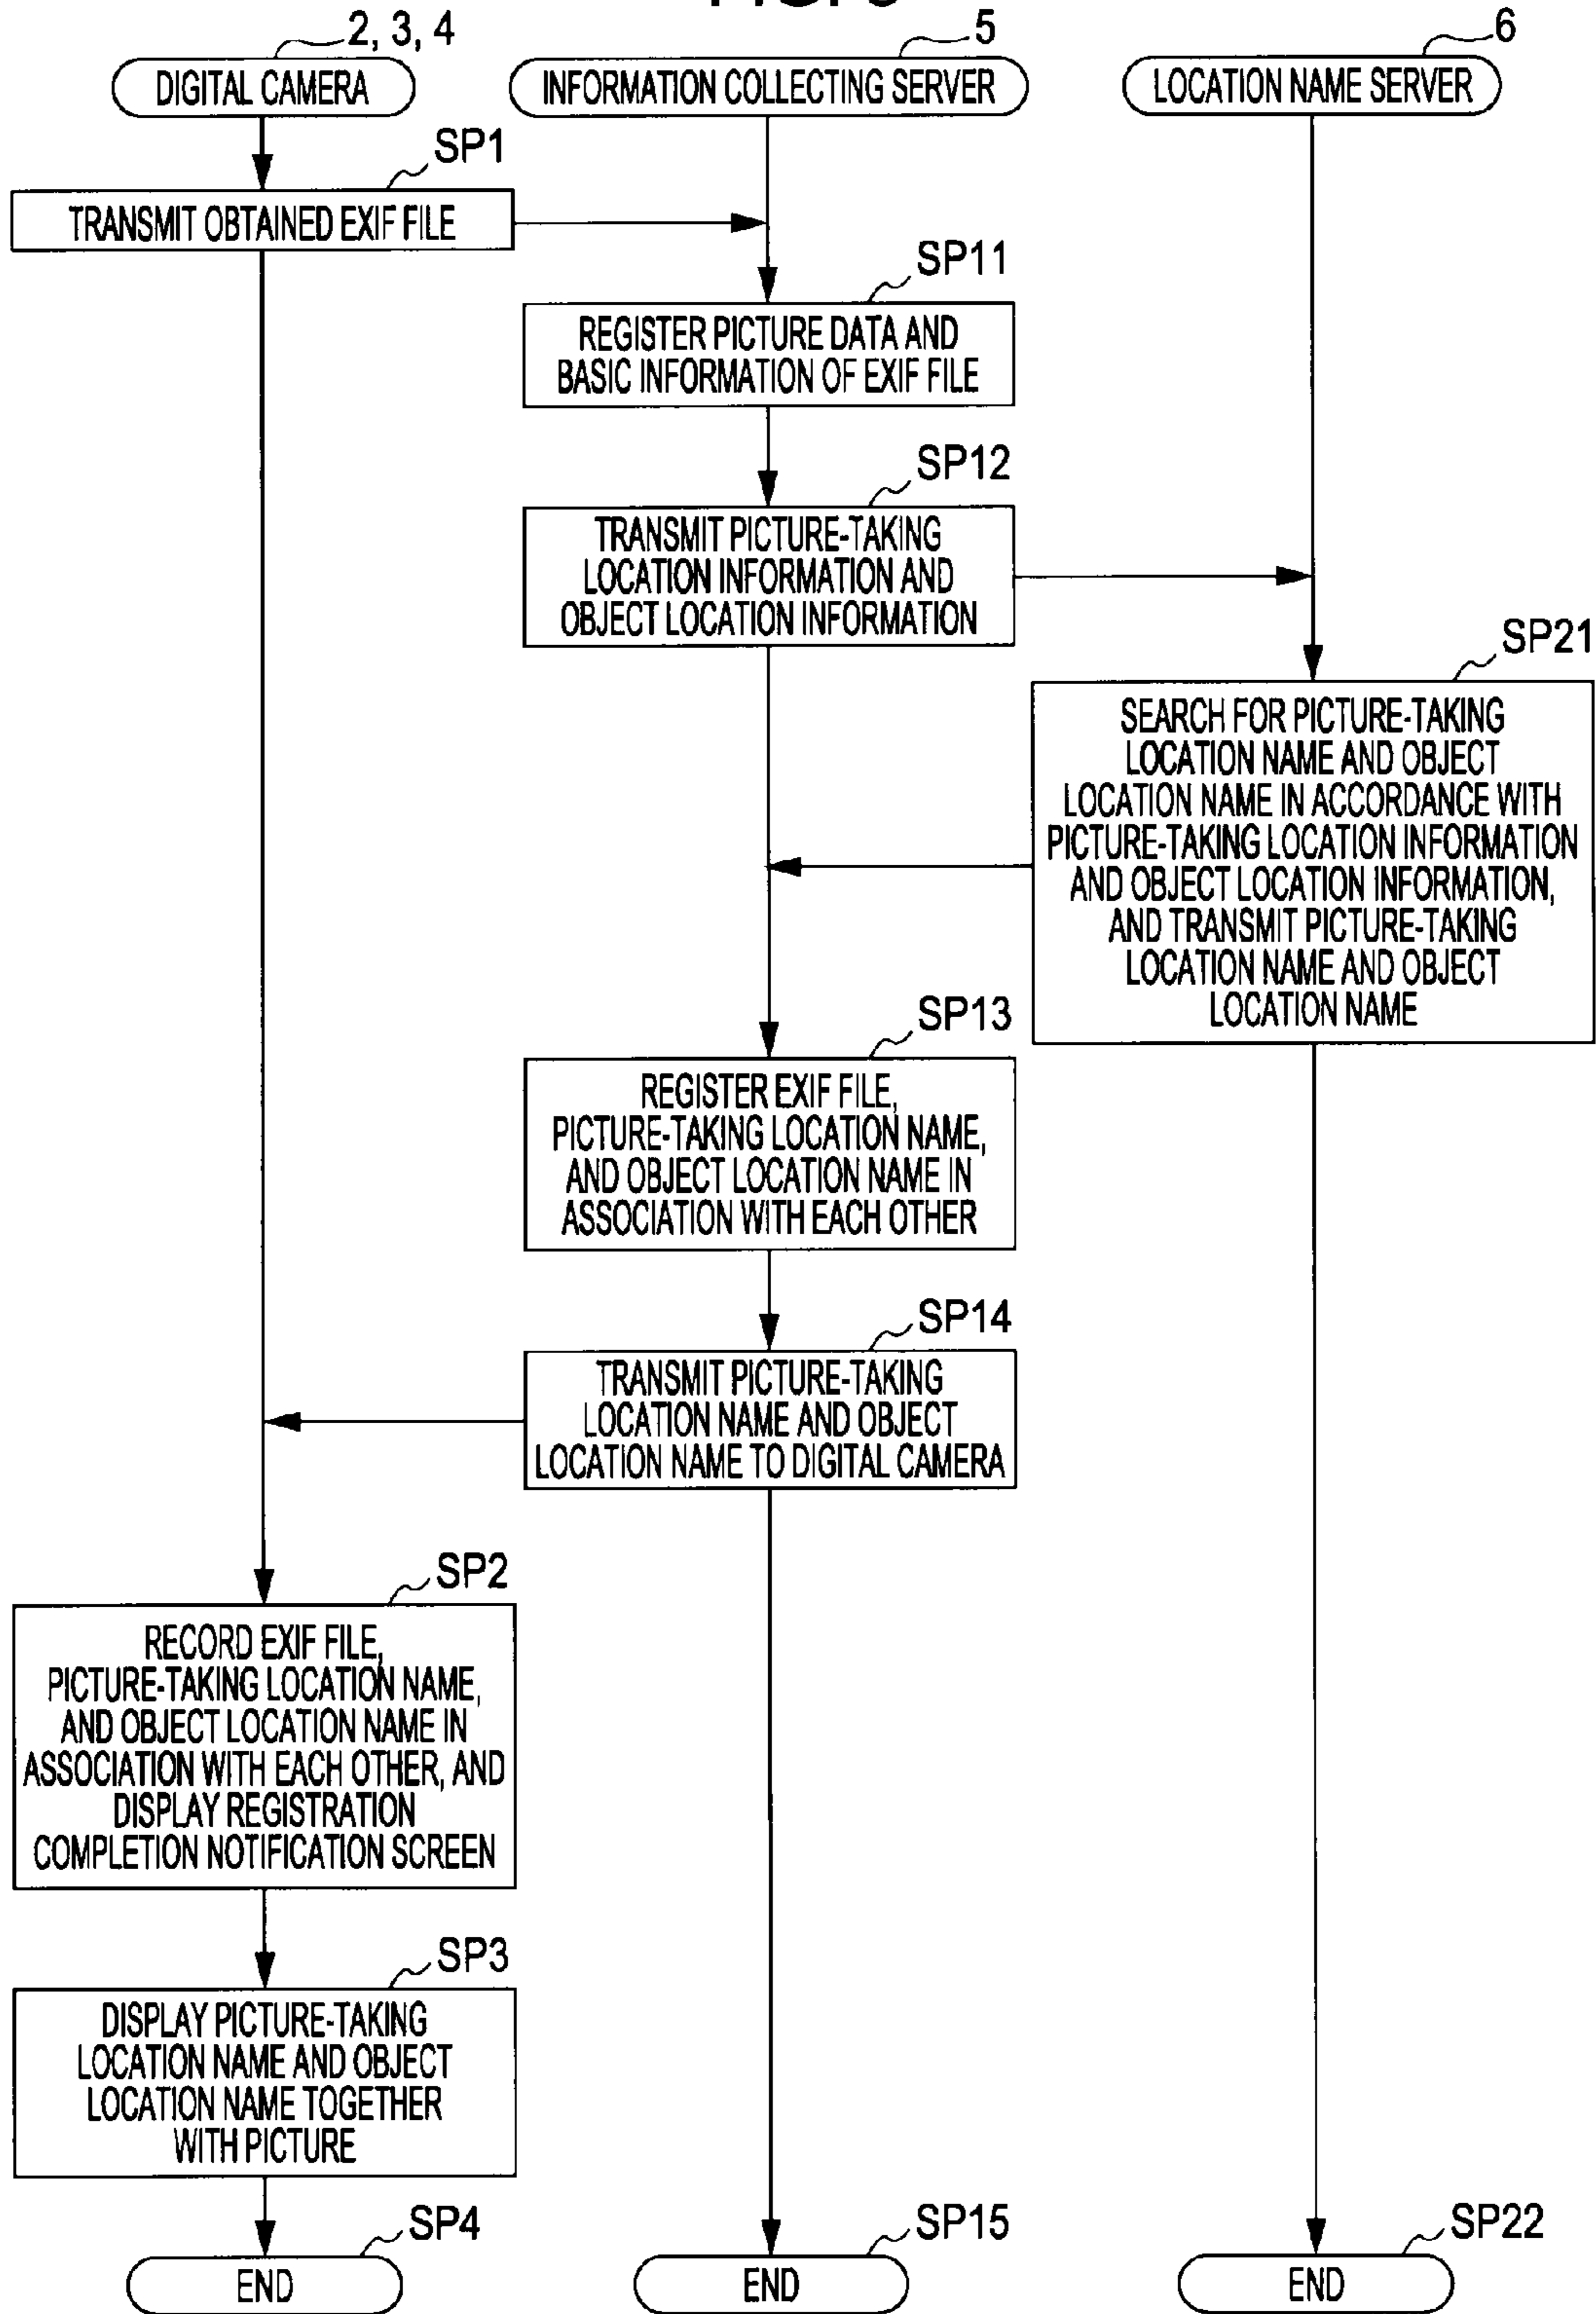 2, 3, 4
5
6
DIGITAL CAMERA
INFORMATION COLLECTING SERVER
LOCATION NAME SERVER
SP1
TRANSMIT OBTAINED EXIF FILE
SP11
REGISTER PICTURE DATA AND
BASIC INFORMATION OF EXIF FILE
SP12
TRANSMIT PICTURE-TAKING
LOCATION INFORMATION AND
OBJECT LOCATION INFORMATION
SP21
SEARCH FOR PICTURE-TAKING
LOCATION NAME AND OBJECT
LOCATION NAME IN ACCORDANCE WITH
PICTURE-TAKING LOCATION INFORMATION
AND OBJECT LOCATION INFORMATION,
AND TRANSMIT PICTURE-TAKING
LOCATION NAME AND OBJECT
LOCATION NAME
SP13
REGISTER EXIF FILE,
PICTURE-TAKING LOCATION NAME,
AND OBJECT LOCATION NAME IN
ASSOCIATION WITH EACH OTHER
SP14
TRANSMIT PICTURE-TAKING
LOCATION NAME AND OBJECT
LOCATION NAME TO DIGITAL CAMERA
SP2
RECORD EXIF FILE,
PICTURE-TAKING LOCATION NAME,
AND OBJECT LOCATION NAME IN
ASSOCIATION WITH EACH OTHER, AND
DISPLAY REGISTRATION
COMPLETION NOTIFICATION SCREEN
SP3
DISPLAY PICTURE-TAKING
LOCATION NAME AND OBJECT
LOCATION NAME TOGETHER
WITH PICTURE
SP4
END
SP15
END
SP22
END